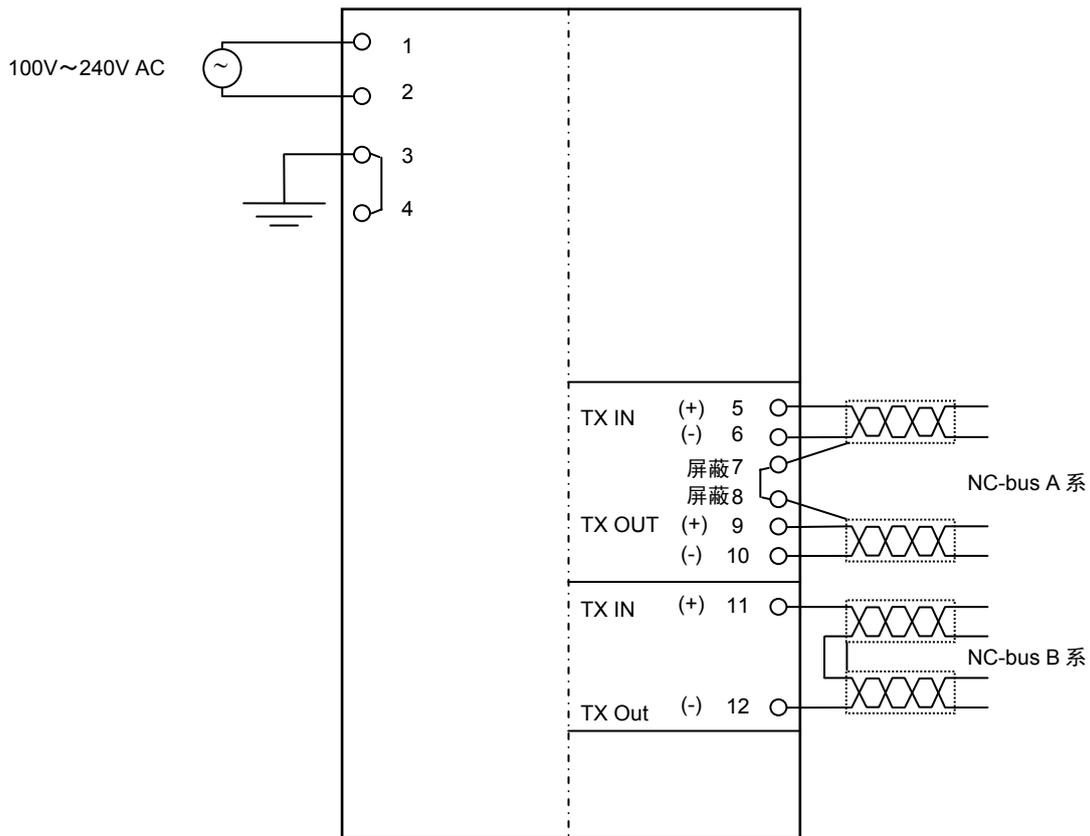 100V～240V AC
~
1
2
3
4
TX IN (+) 5
(-) 6
屏蔽7
屏蔽8
TX OUT (+) 9
(-) 10
NC-bus A 系
TX IN (+) 11
TX Out (-) 12
NC-bus B 系